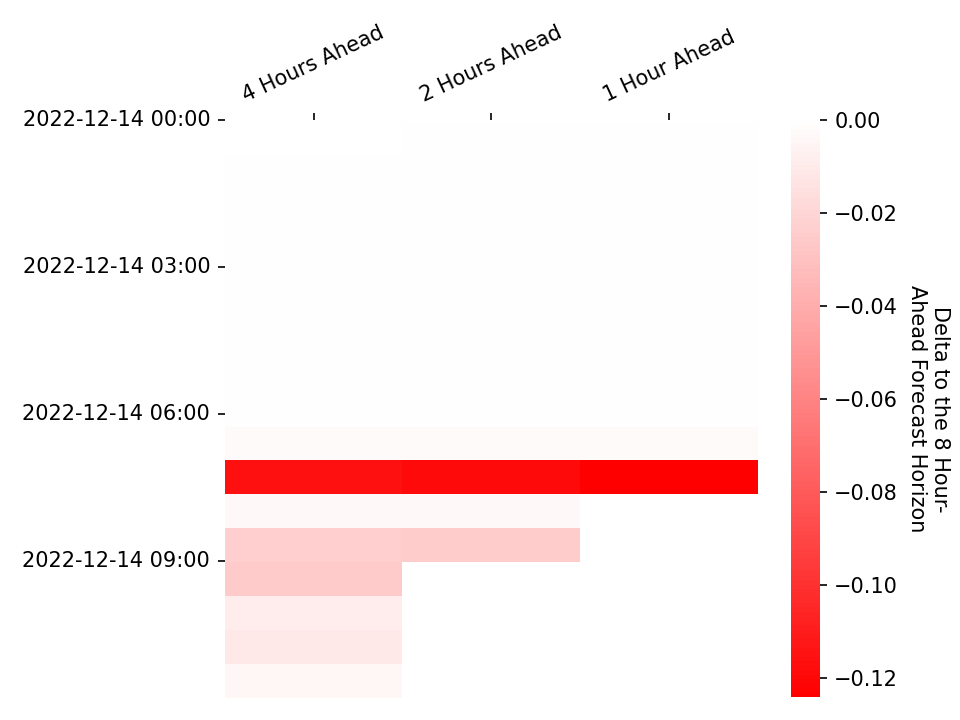 4 Hours Ahead
2 Hours Ahead
1 Hour Ahead
2022-12-14 00:00
2022-12-14 03:00
2022-12-14 06:00
2022-12-14 09:00
0.00
−0.02
−0.04
−0.06
−0.08
−0.10
−0.12
Delta to the 8 Hour-
Ahead Forecast Horizon